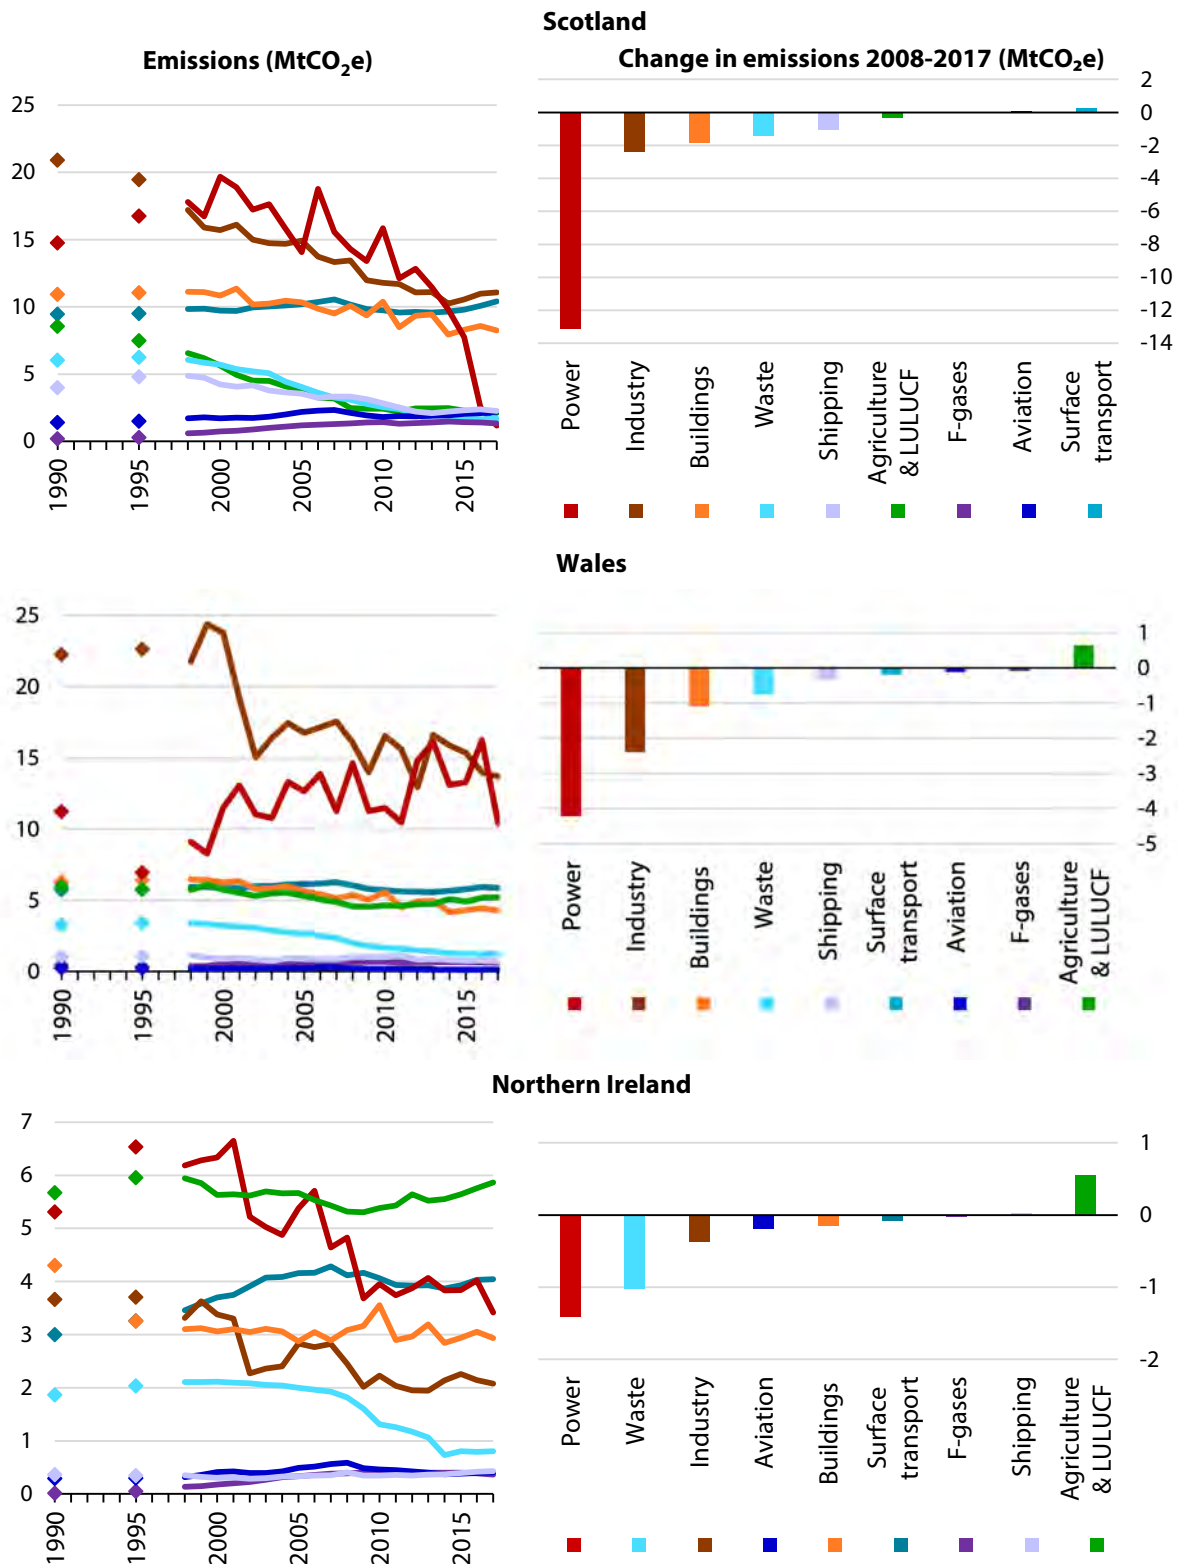 Scotland
Emissions (MtCO₂e)
Change in emissions 2008-2017 (MtCO₂e)
25
20
15
10
5
0
1990
1995
2000
2005
2010
2015
2
0
-2
-4
-6
-8
-10
-12
-14
Power
Industry
Buildings
Waste
Shipping
Agriculture
& LULUCF
F-gases
Aviation
Surface
transport
Wales
25
20
15
10
5
0
1990
1995
2000
2005
2010
2015
1
0
-1
-2
-3
-4
-5
Power
Industry
Buildings
Waste
Shipping
Surface
transport
Aviation
F-gases
Agriculture
& LULUCF
Northern Ireland
7
6
5
4
3
2
1
0
1990
1995
2000
2005
2010
2015
1
0
-1
-2
Power
Waste
Industry
Aviation
Buildings
Surface
transport
F-gases
Shipping
Agriculture
& LULUCF